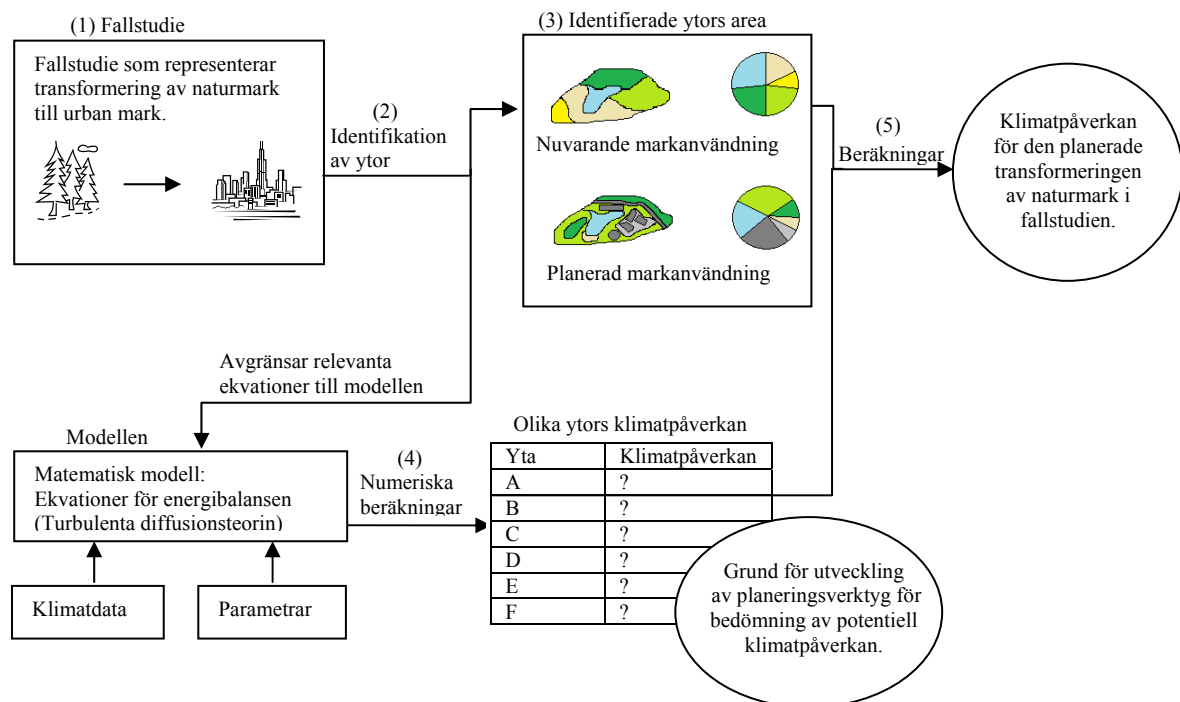 (1) Fallstudie
Fallstudie som representerar
transformering av naturmark
till urban mark.
(2)
Identifikation
av ytor
(3) Identifierade ytors area
Nuvarande markanvändning
Planerad markanvändning
(5)
Beräkningar
Klimatpåverkan
för den planerade
transformeringen
av naturmark i
fallstudien.
Avgränsar relevanta
ekvationer till modellen
Modellen
Matematisk modell:
Ekvationer för energibalansen
(Turbulenta diffusionsteorin)
Klimatdata
Parametrar
(4)
Numeriska
beräkningar
Olika ytors klimatpåverkan
Yta Klimatpåverkan
A ?
B ?
C ?
D ?
E ?
F ?
Grund för utveckling
av planeringsverktyg för
bedömning av potentiell
klimatpåverkan.